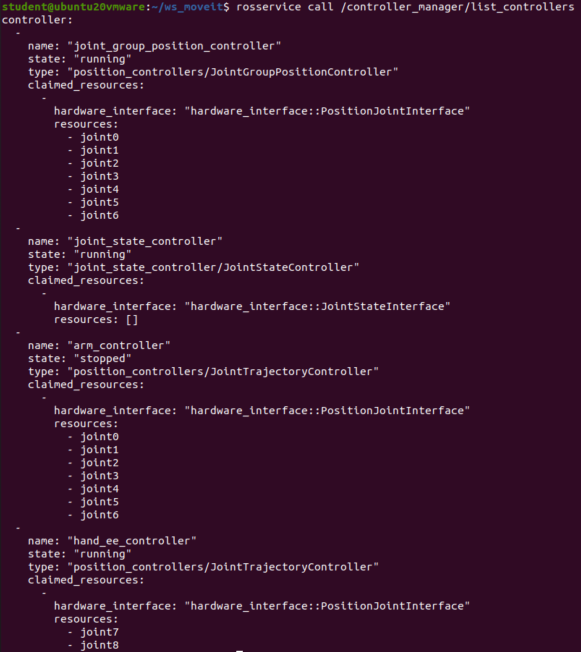 student@ubuntu20vmware:~/ws_moveit$ rosservice call /controller_manager/list_controllers
controller:
  -
    name: "joint_group_position_controller"
    state: "running"
    type: "position_controllers/JointGroupPositionController"
    claimed_resources:
      -
        hardware_interface: "hardware_interface::PositionJointInterface"
        resources:
          - joint0
          - joint1
          - joint2
          - joint3
          - joint4
          - joint5
          - joint6
  -
    name: "joint_state_controller"
    state: "running"
    type: "joint_state_controller/JointStateController"
    claimed_resources:
      -
        hardware_interface: "hardware_interface::JointStateInterface"
        resources: []
  -
    name: "arm_controller"
    state: "stopped"
    type: "position_controllers/JointTrajectoryController"
    claimed_resources:
      -
        hardware_interface: "hardware_interface::PositionJointInterface"
        resources:
          - joint0
          - joint1
          - joint2
          - joint3
          - joint4
          - joint5
          - joint6
  -
    name: "hand_ee_controller"
    state: "running"
    type: "position_controllers/JointTrajectoryController"
    claimed_resources:
      -
        hardware_interface: "hardware_interface::PositionJointInterface"
        resources:
          - joint7
          - joint8